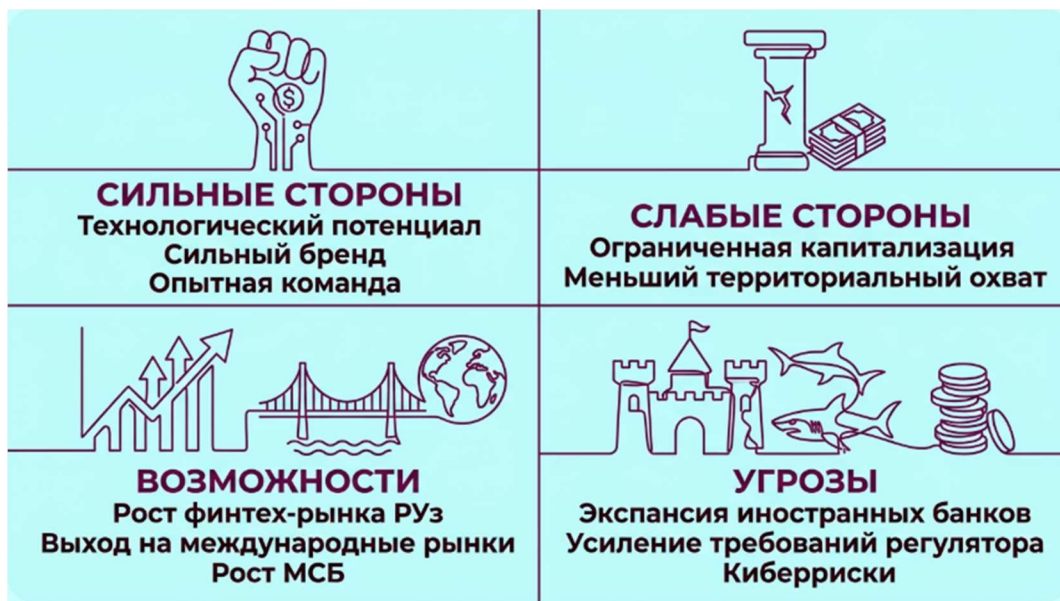 $
СИЛЬНЫЕ СТОРОНЫ
Технологический потенциал
Сильный бренд
Опытная команда
СЛАБЫЕ СТОРОНЫ
Ограниченная капитализация
Меньший территориальный охват
ВОЗМОЖНОСТИ
Рост финтех-рынка РУз
Выход на международные рынки
Рост МСБ
УГРОЗЫ
Экспансия иностранных банков
Усиление требований регулятора
Киберриски